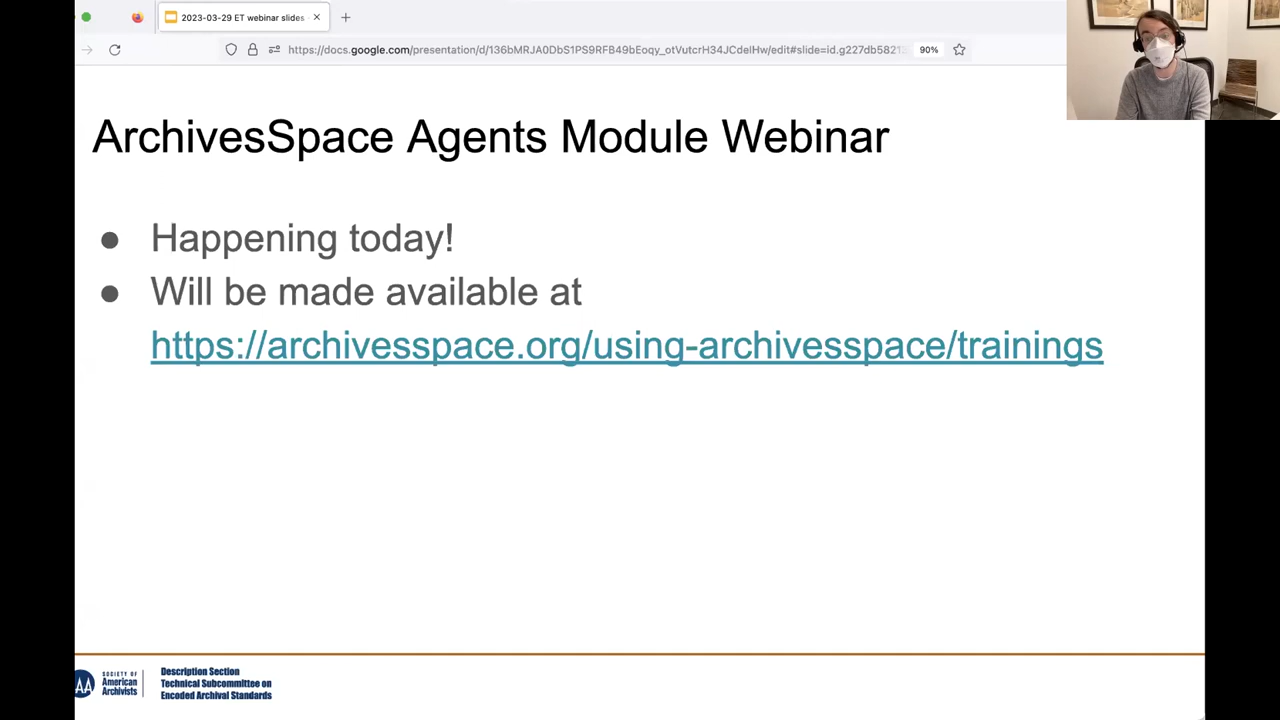 2023-03-29 ET webinar slides
https://docs.google.com/presentation/d/136bMRJA0DbS1PS9RFB49bEoqy_otVutcrH34JCdelHw/edit#slide=id.g227db5821
90%
ArchivesSpace Agents Module Webinar
● Happening today!
● Will be made available at
https://archivesspace.org/using-archivesspace/trainings
SOCIETY OF
American
Archivists
Description Section
Technical Subcommittee on
Encoded Archival Standards